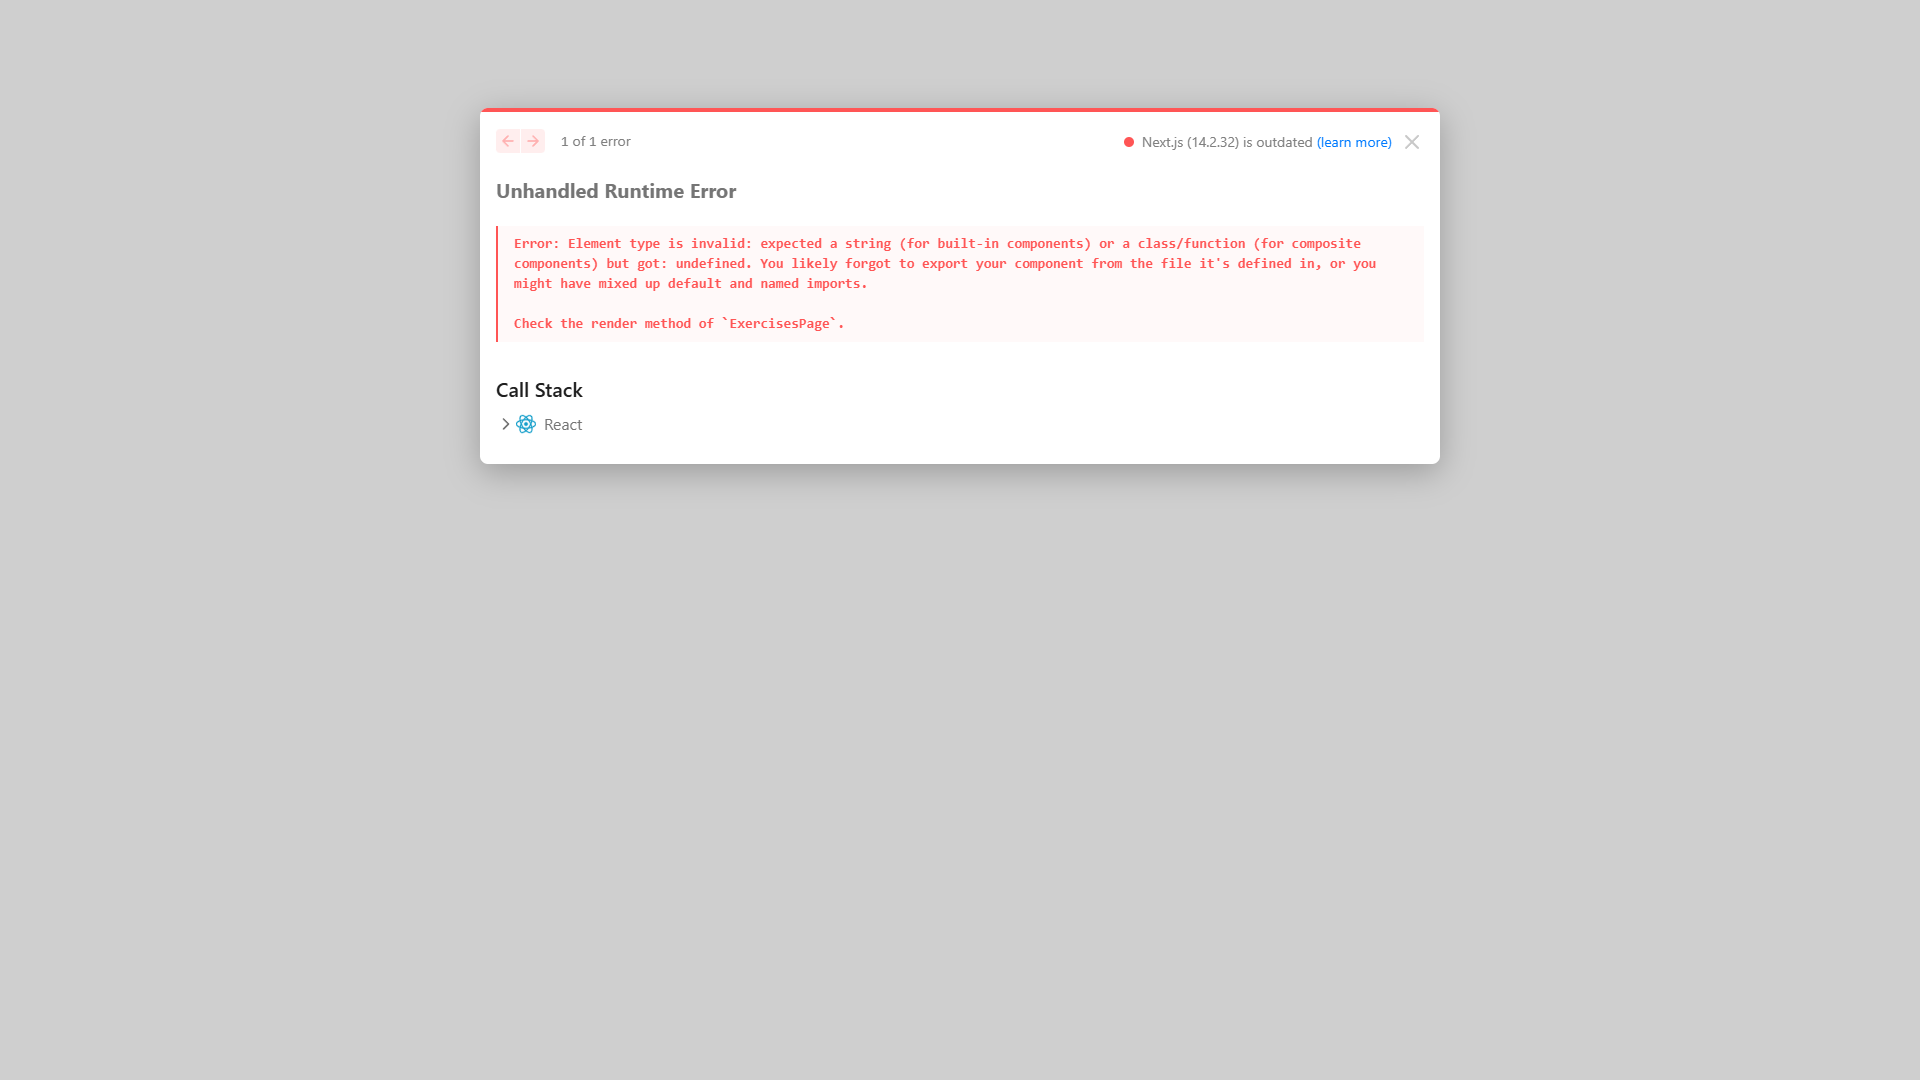 1 of 1 error
Next.js (14.2.32) is outdated (learn more)
Unhandled Runtime Error
Error: Element type is invalid: expected a string (for built-in components) or a class/function (for composite
components) but got: undefined. You likely forgot to export your component from the file it's defined in, or you
might have mixed up default and named imports.
Check the render method of `ExercisesPage`.
Call Stack
React